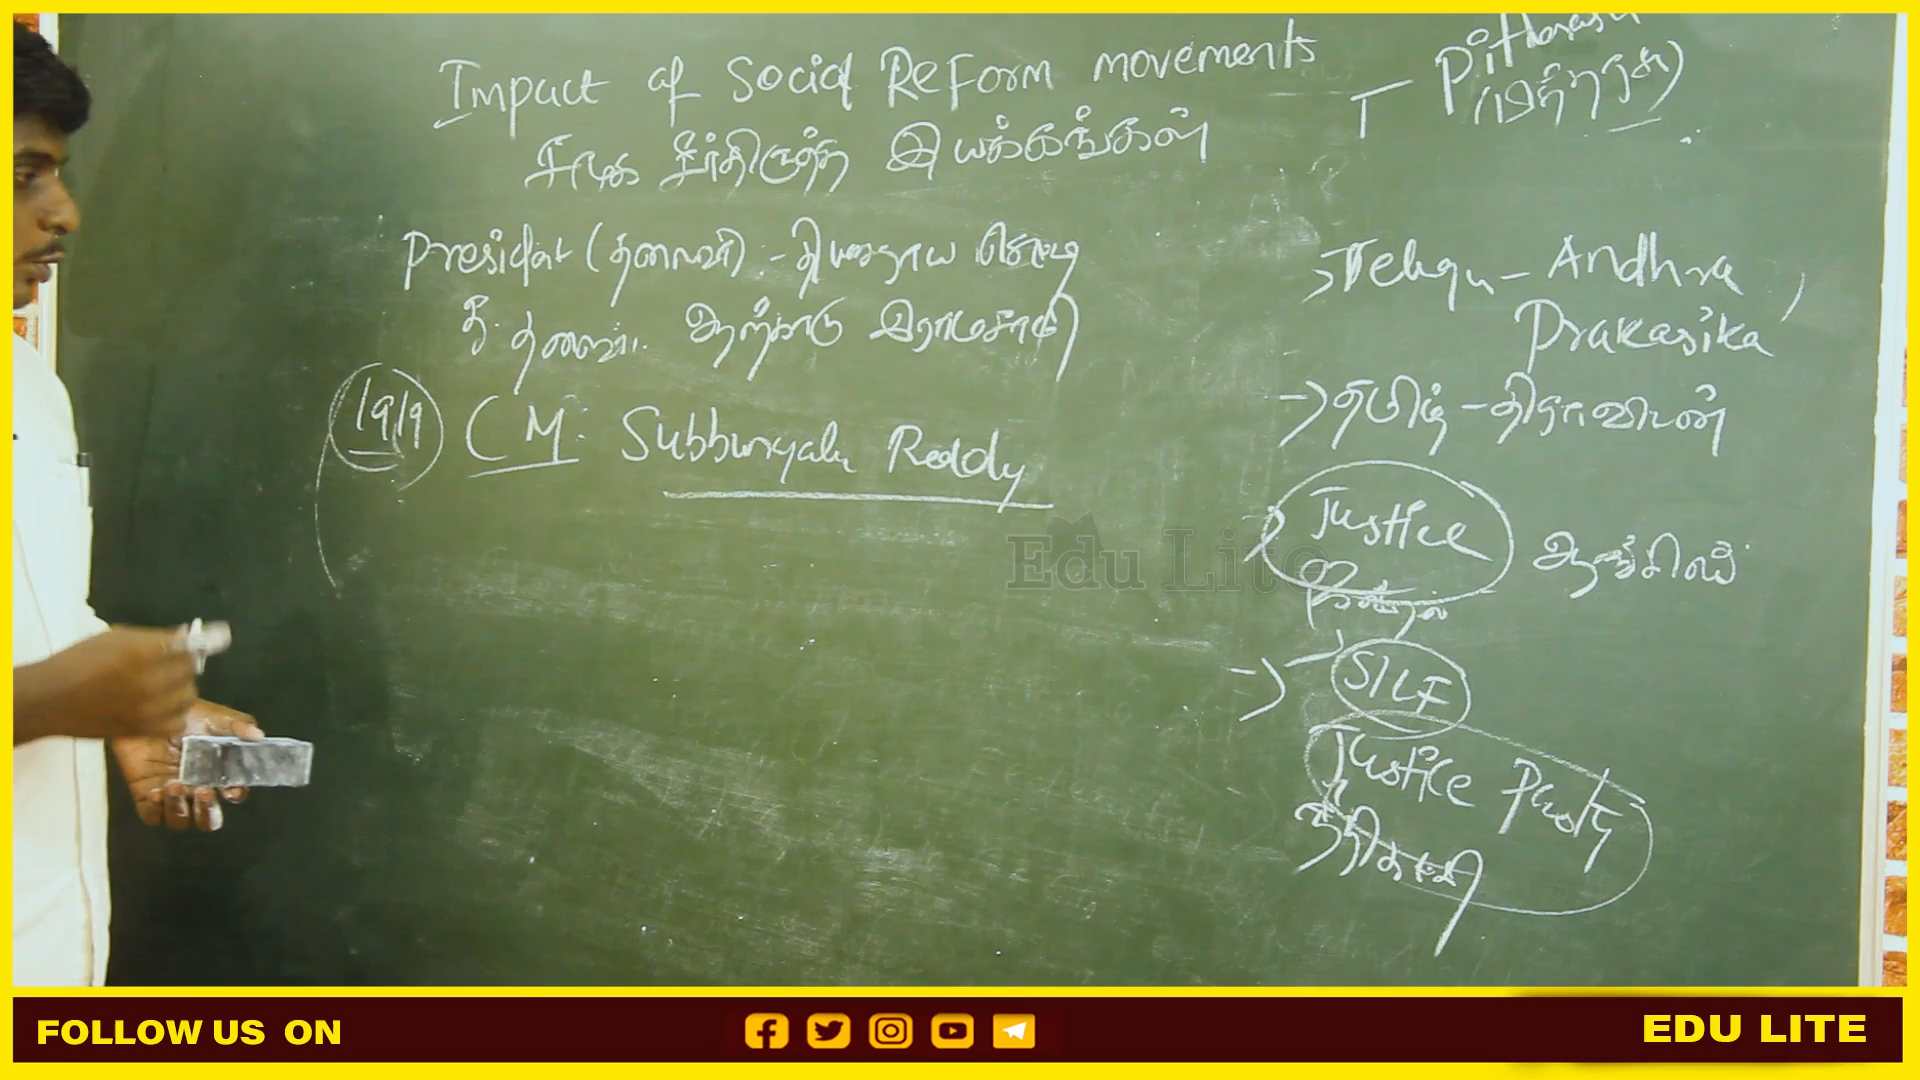 Impact of Social Reform movements
சமூக சீர்திருத்த இயக்கங்கள்
President (தலைவர்) - தியாகராய செட்டி
து. தலைவர். ஆற்காடு இராமசாமி
1919 CM: Subburyalu Reddy
(பித்தரசு)
→ Telugu - Andhra
Prakasika
→ தமிழ் - திராவிடன்
→ Justice ஆங்கிலம்
→ SILF
Justice Party
நீதிகட்சி
Edu Lite
FOLLOW US ON
EDU LITE